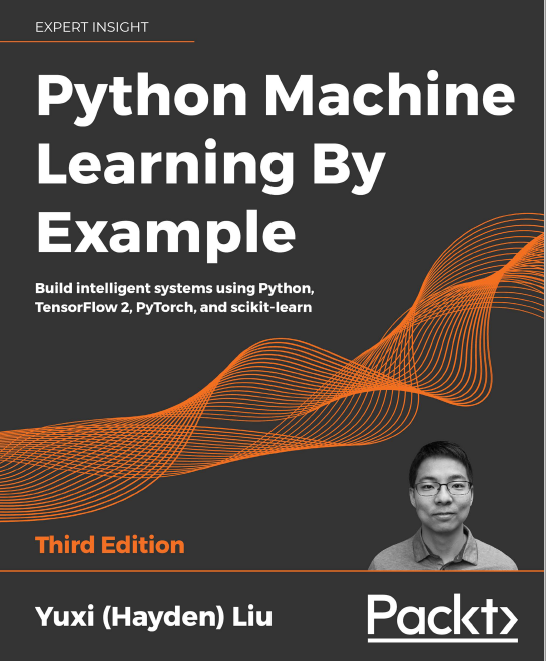 EXPERT INSIGHT
Python Machine
Learning By
Example
Build intelligent systems using Python,
TensorFlow 2, PyTorch, and scikit-learn
Third Edition
Yuxi (Hayden) Liu
Packt>